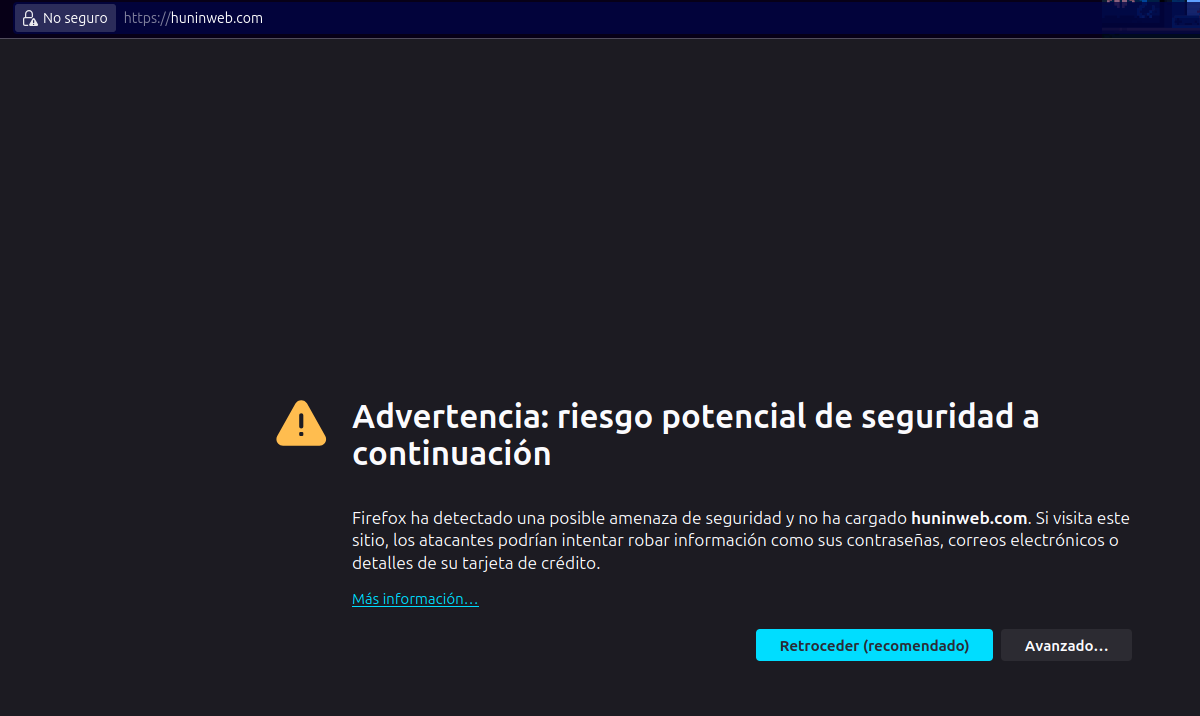 No seguro https://huninweb.com
Advertencia: riesgo potencial de seguridad a
continuación
Firefox ha detectado una posible amenaza de seguridad y no ha cargado huninweb.com. Si visita este
sitio, los atacantes podrían intentar robar información como sus contraseñas, correos electrónicos o
detalles de su tarjeta de crédito.
Más información…
Retroceder (recomendado) Avanzado…